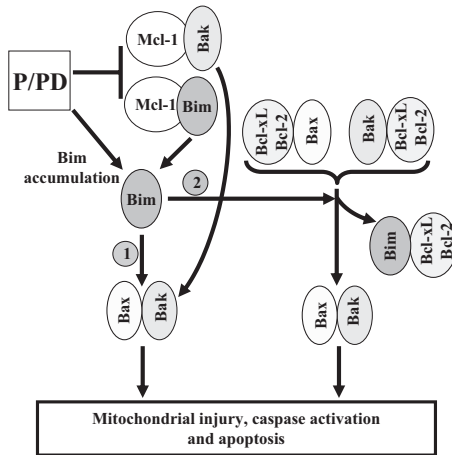 Mcl-1
Bak
P/PD
Mcl-1
Bim
Bcl-xL
Bcl-2
Bax
Bak
Bcl-xL
Bcl-2
Bim
accumulation
2
Bim
Bim
Bcl-xL
Bcl-2
1
Bax
Bak
Bax
Bak
Mitochondrial injury, caspase activation
and apoptosis